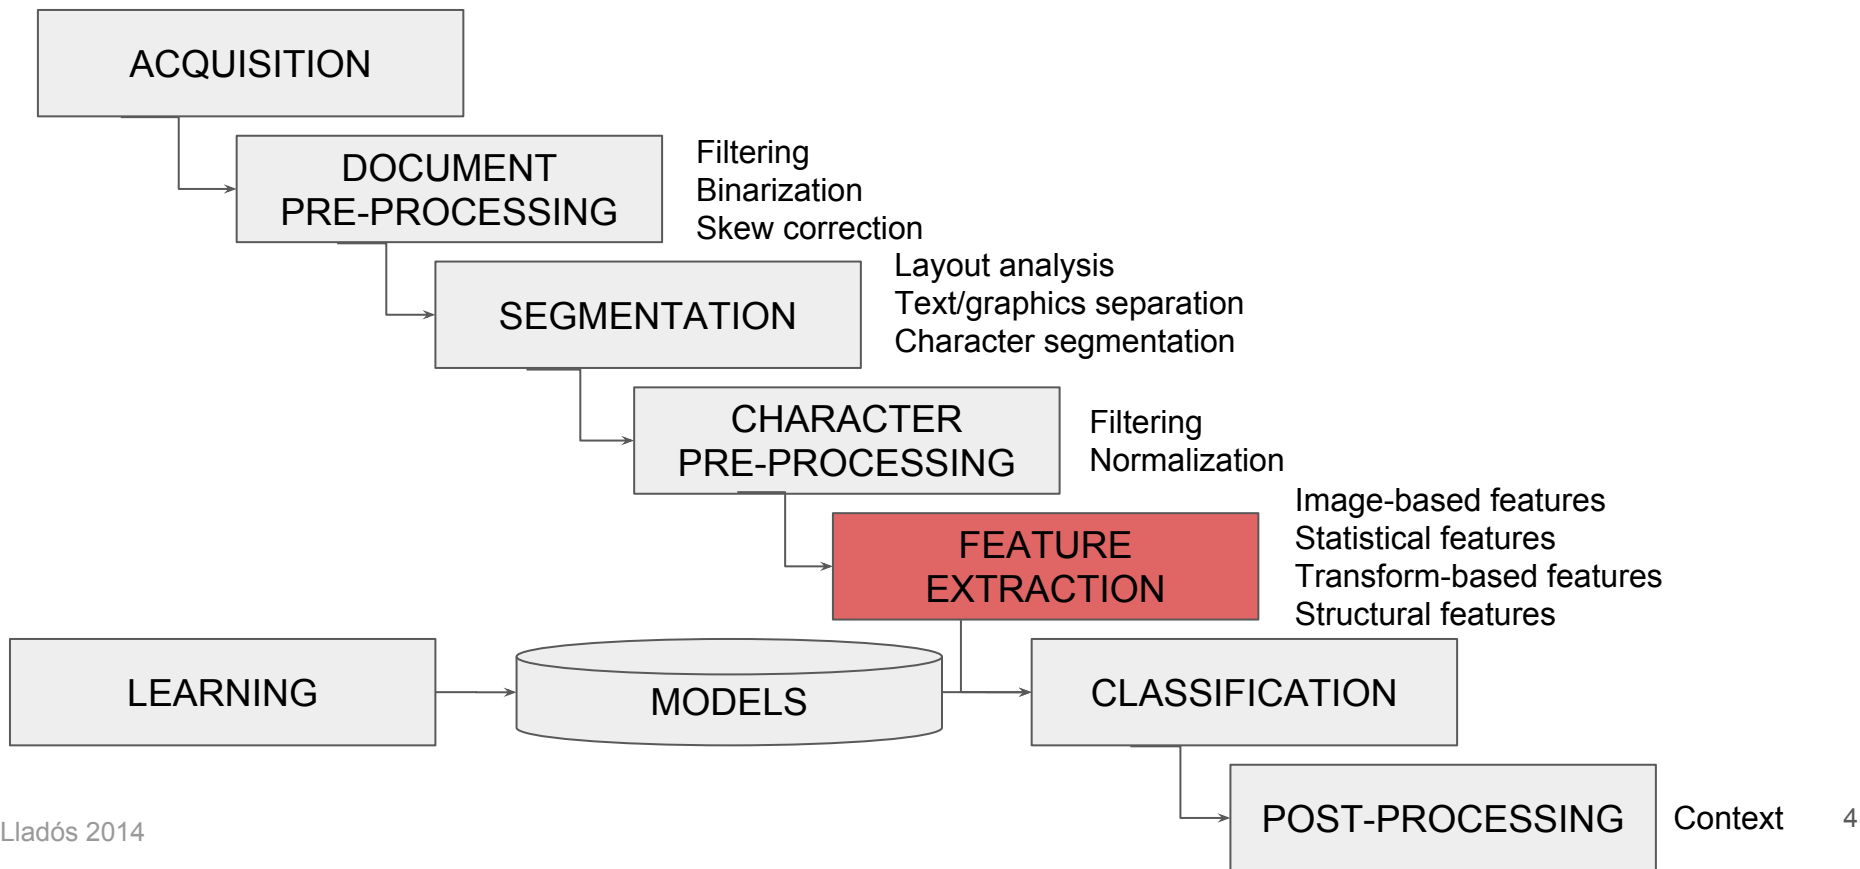 ACQUISITION
DOCUMENT
PRE-PROCESSING
Filtering
Binarization
Skew correction
SEGMENTATION
Layout analysis
Text/graphics separation
Character segmentation
CHARACTER
PRE-PROCESSING
Filtering
Normalization
FEATURE
EXTRACTION
Image-based features
Statistical features
Transform-based features
Structural features
LEARNING
MODELS
CLASSIFICATION
POST-PROCESSING
Context
Lladós 2014
4